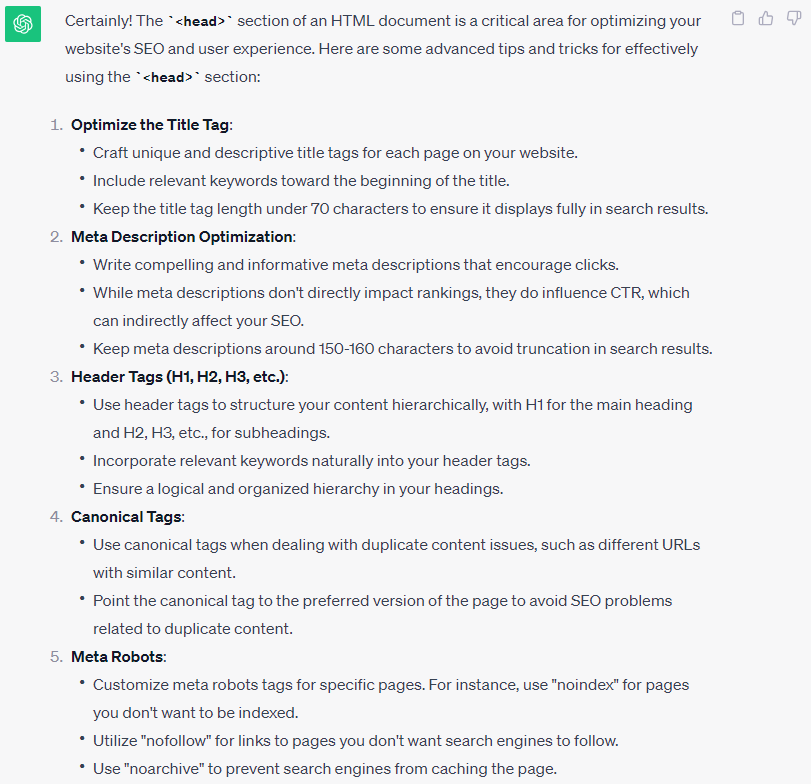 Certainly! The `<head>` section of an HTML document is a critical area for optimizing your
website's SEO and user experience. Here are some advanced tips and tricks for effectively
using the `<head>` section:
1. Optimize the Title Tag:
• Craft unique and descriptive title tags for each page on your website.
• Include relevant keywords toward the beginning of the title.
• Keep the title tag length under 70 characters to ensure it displays fully in search results.
2. Meta Description Optimization:
• Write compelling and informative meta descriptions that encourage clicks.
• While meta descriptions don't directly impact rankings, they do influence CTR, which
can indirectly affect your SEO.
• Keep meta descriptions around 150-160 characters to avoid truncation in search results.
3. Header Tags (H1, H2, H3, etc.):
• Use header tags to structure your content hierarchically, with H1 for the main heading
and H2, H3, etc., for subheadings.
• Incorporate relevant keywords naturally into your header tags.
• Ensure a logical and organized hierarchy in your headings.
4. Canonical Tags:
• Use canonical tags when dealing with duplicate content issues, such as different URLs
with similar content.
• Point the canonical tag to the preferred version of the page to avoid SEO problems
related to duplicate content.
5. Meta Robots:
• Customize meta robots tags for specific pages. For instance, use "noindex" for pages
you don't want to be indexed.
• Utilize "nofollow" for links to pages you don't want search engines to follow.
• Use "noarchive" to prevent search engines from caching the page.